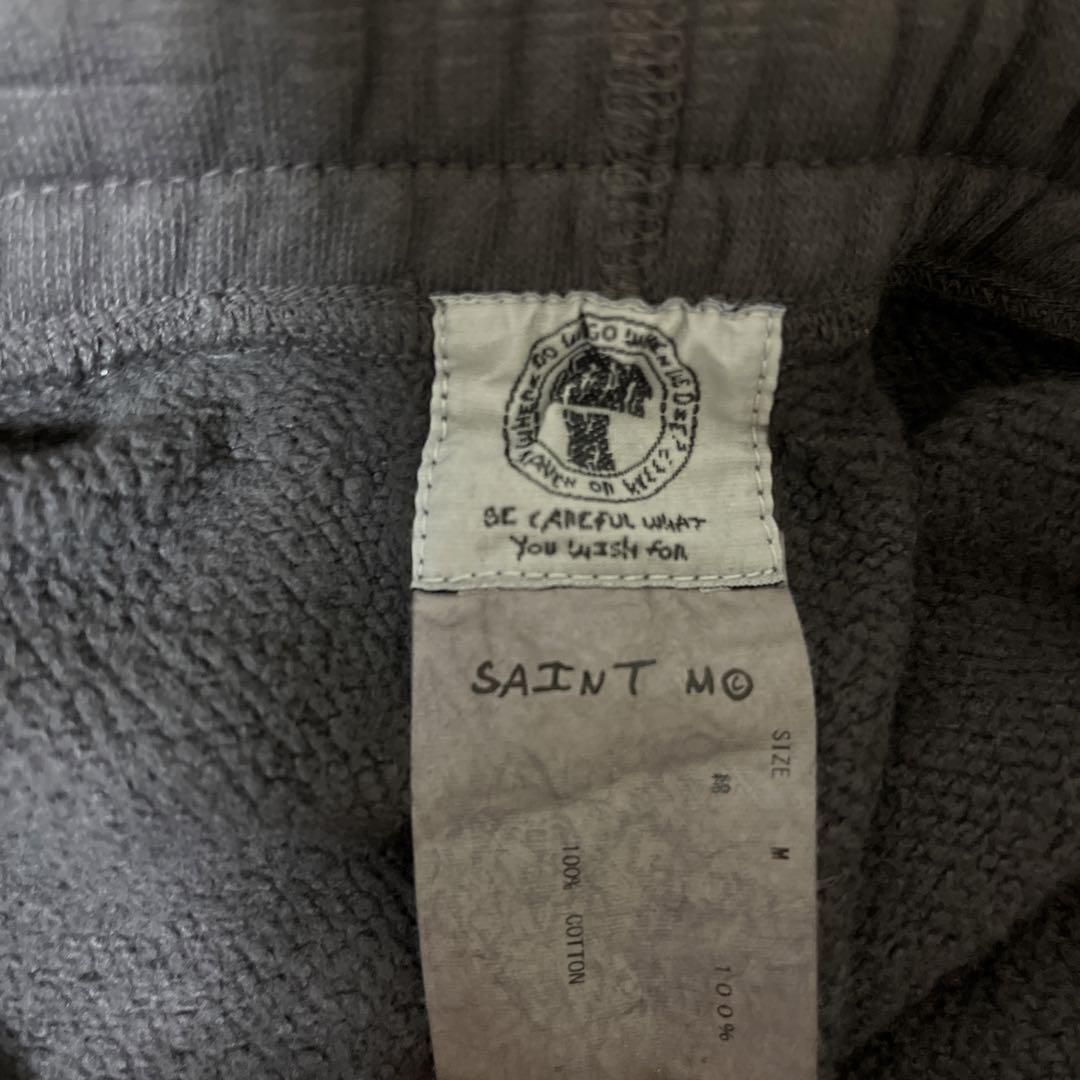 BE CAREFUL WHAT
YOU WISH FOR
SAINT M©
SIZE M
綿 100%
100% COTTON